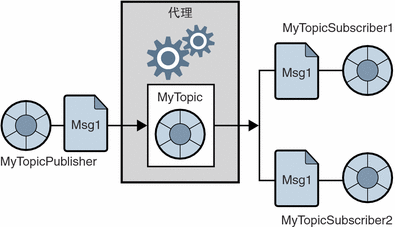 代理
MyTopicSubscriber1
Msg1
MyTopic
Msg1
MyTopicPublisher
Msg1
MyTopicSubscriber2